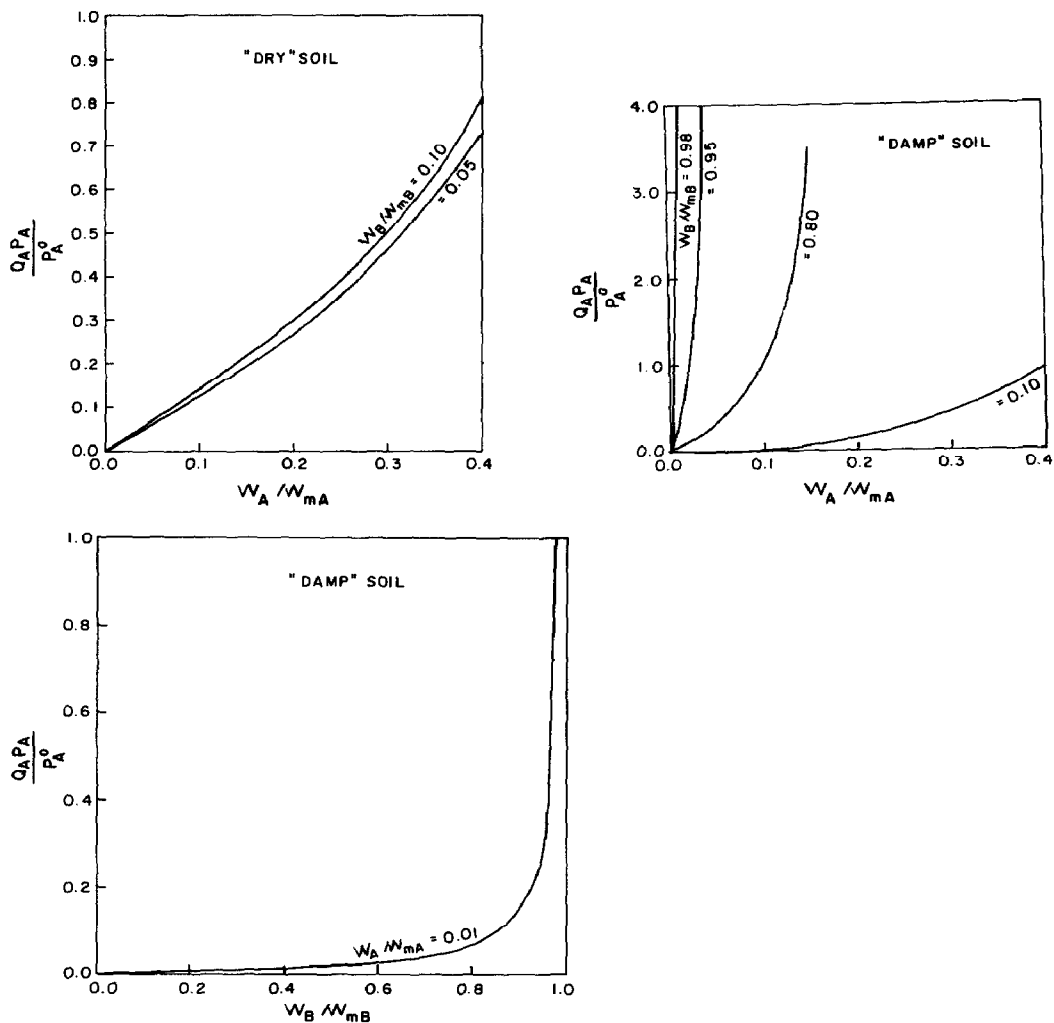 "DRY" SOIL
1.0
0.9
0.8
0.7
0.6
0.5
0.4
0.3
0.2
0.1
0.0
W_B/W_mB = 0.10
= 0.05
Q_A P_A
P_A^o
0.0
0.1
0.2
0.3
0.4
W_A/W_mA
"DAMP" SOIL
4.0
3.0
2.0
1.0
0.0
W_B/W_mB = 0.98
= 0.95
= 0.80
= 0.10
Q_A P_A
P_A^o
0.0
0.1
0.2
0.3
0.4
W_A/W_mA
"DAMP" SOIL
1.0
0.8
0.6
0.4
0.2
0.0
W_A/W_mA = 0.01
Q_A P_A
P_A^o
0.0
0.2
0.4
0.6
0.8
1.0
W_B/W_mB